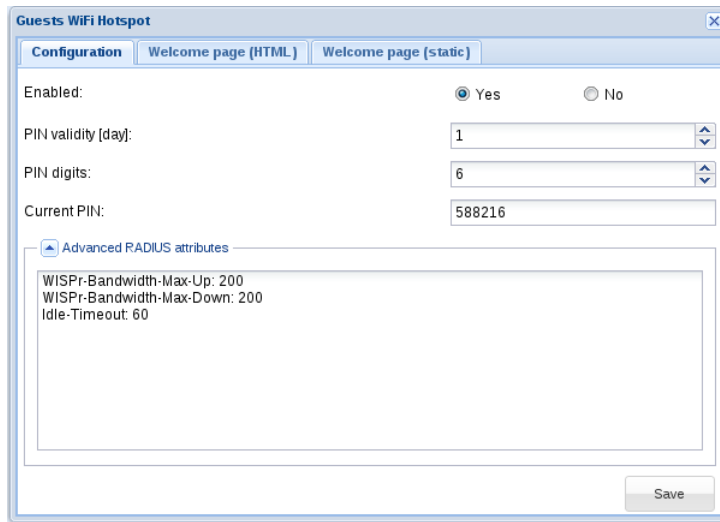 Guests WiFi Hotspot
Configuration Welcome page (HTML) Welcome page (static)
Enabled: Yes No
PIN validity [day]: 1
PIN digits: 6
Current PIN: 588216
Advanced RADIUS attributes
WISPr-Bandwidth-Max-Up: 200
WISPr-Bandwidth-Max-Down: 200
Idle-Timeout: 60
Save